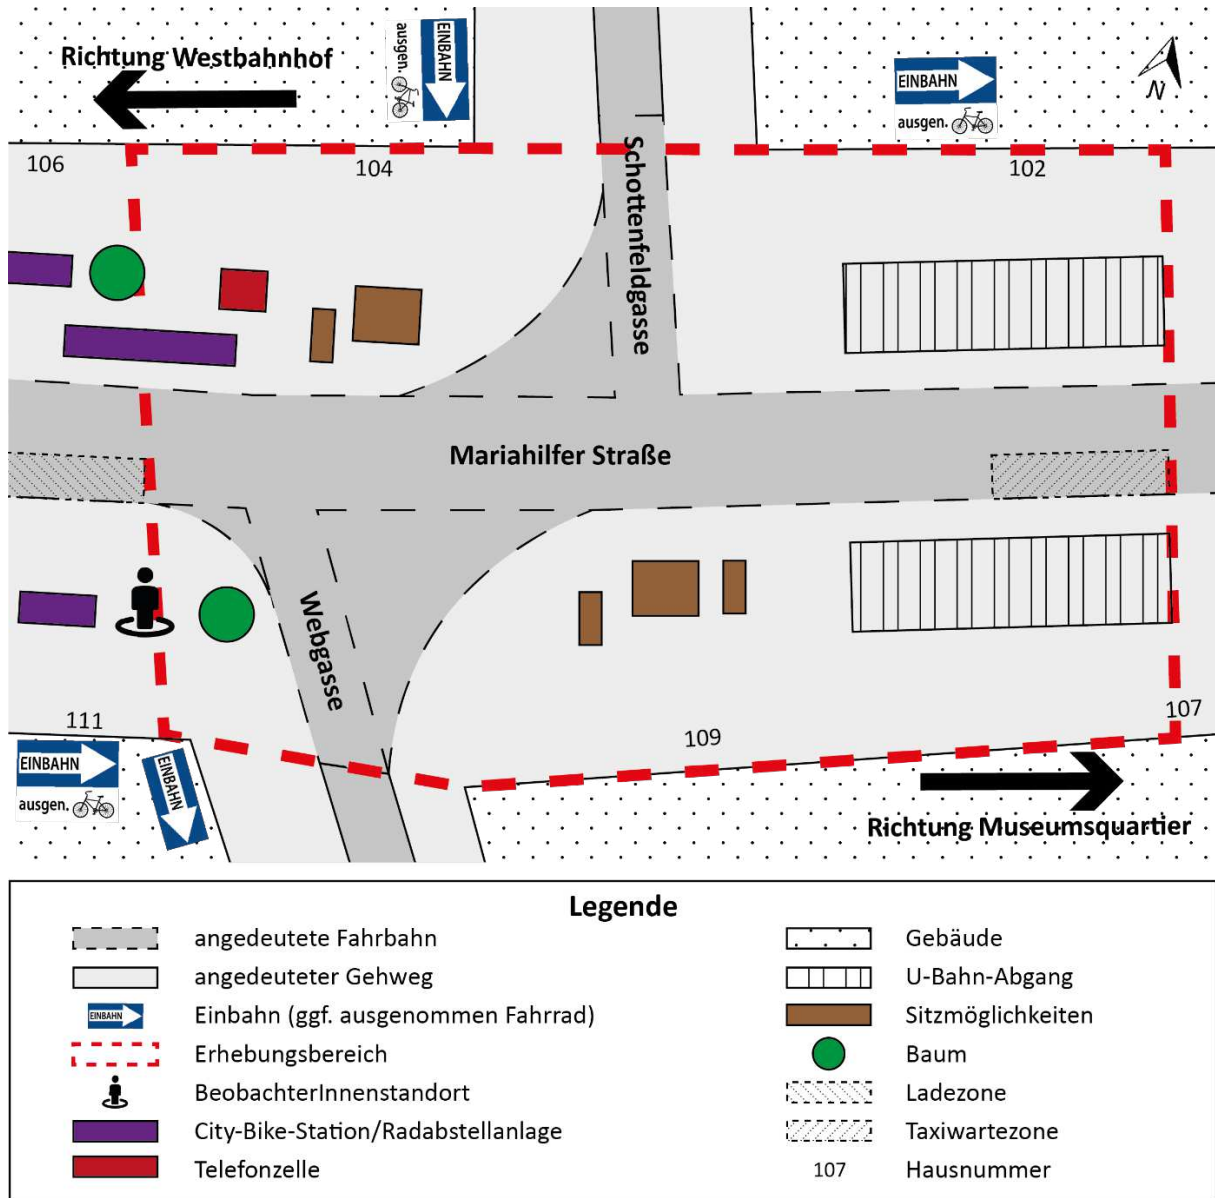 Richtung Westbahnhof
EINBAHN
ausgen.
EINBAHN
ausgen.
N
106
104
102
Schottenfeldgasse
Mariahilfer Straße
Webgasse
111
109
107
EINBAHN
ausgen.
EINBAHN
Richtung Museumsquartier
Legende
angedeutete Fahrbahn
angedeuteter Gehweg
EINBAHN
Einbahn (ggf. ausgenommen Fahrrad)
Erhebungsbereich
BeobachterInnenstandort
City-Bike-Station/Radabstellanlage
Telefonzelle
Gebäude
U-Bahn-Abgang
Sitzmöglichkeiten
Baum
Ladezone
Taxiwartezone
107
Hausnummer